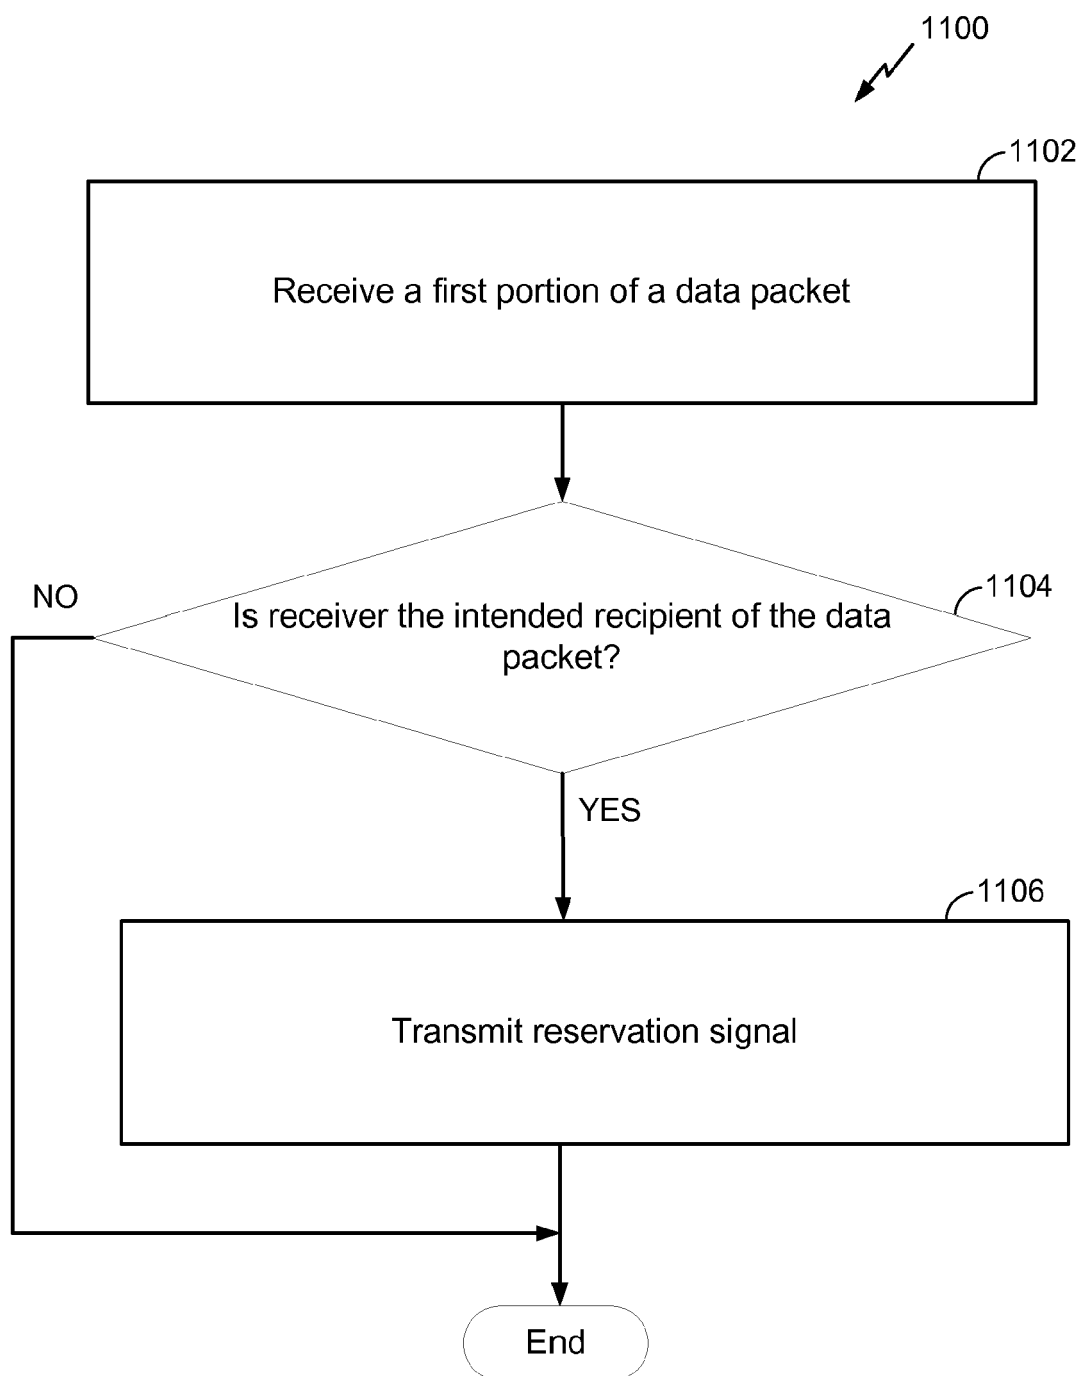 1100
1102
Receive a first portion of a data packet
NO
1104
Is receiver the intended recipient of the data
packet?
YES
1106
Transmit reservation signal
End